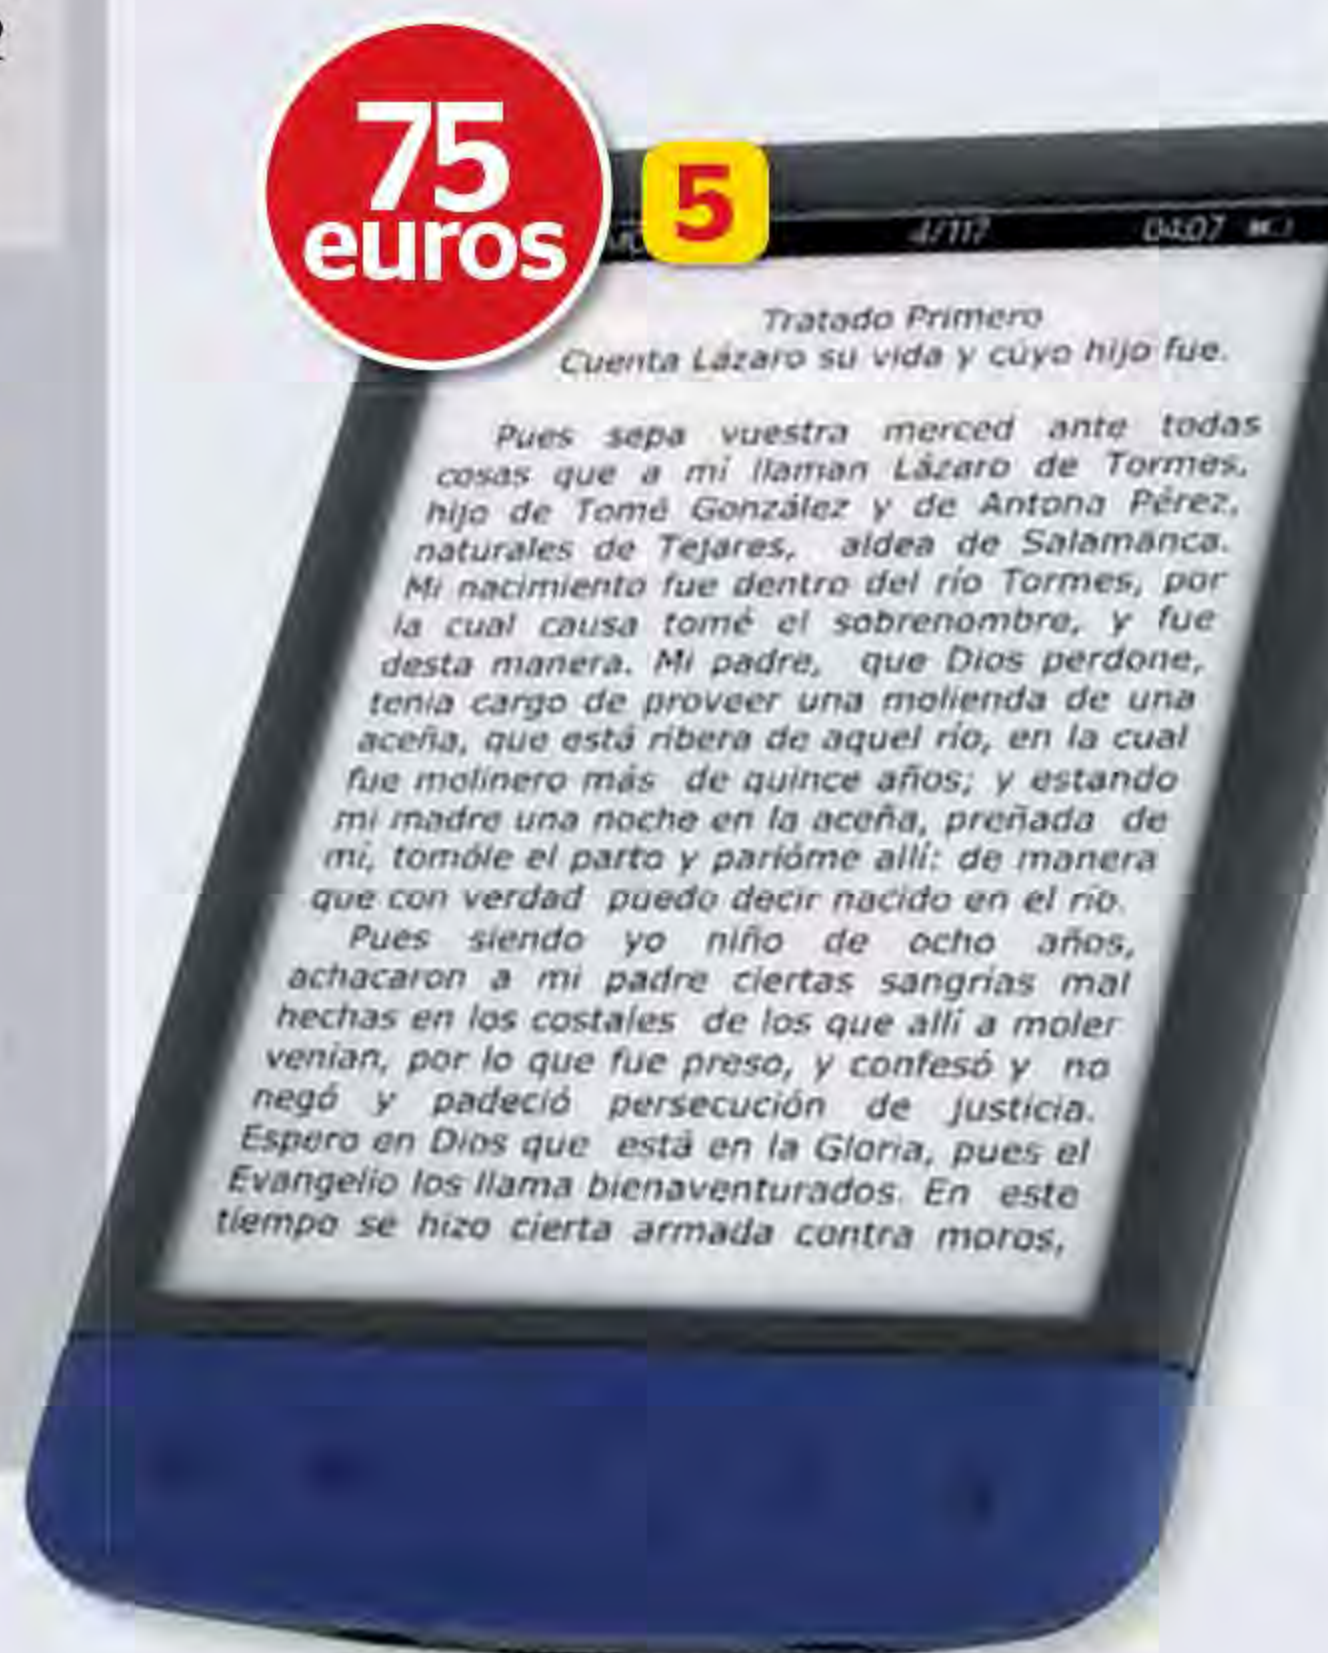 75
euros
5
4/117
04:07
Tratado Primero
Cuenta Lázaro su vida y cúyo hijo fue.
Pues sepa vuestra merced ante todas
cosas que a mí llaman Lázaro de Tormes,
hijo de Tomé González y de Antona Pérez,
naturales de Tejares, aldea de Salamanca.
Mi nacimiento fue dentro del río Tormes, por
la cual causa tomé el sobrenombre, y fue
desta manera. Mi padre, que Dios perdone,
tenía cargo de proveer una molienda de una
aceña, que está ribera de aquel río, en la cual
fue molinero más de quince años; y estando
mi madre una noche en la aceña, preñada de
mí, tomóle el parto y parióme allí: de manera
que con verdad puedo decir nacido en el río.
Pues siendo yo niño de ocho años,
achacaron a mi padre ciertas sangrías mal
hechas en los costales de los que allí a moler
venían, por lo que fue preso, y confesó y no
negó y padeció persecución de justicia.
Espero en Dios que está en la Gloria, pues el
Evangelio los llama bienaventurados. En este
tiempo se hizo cierta armada contra moros,